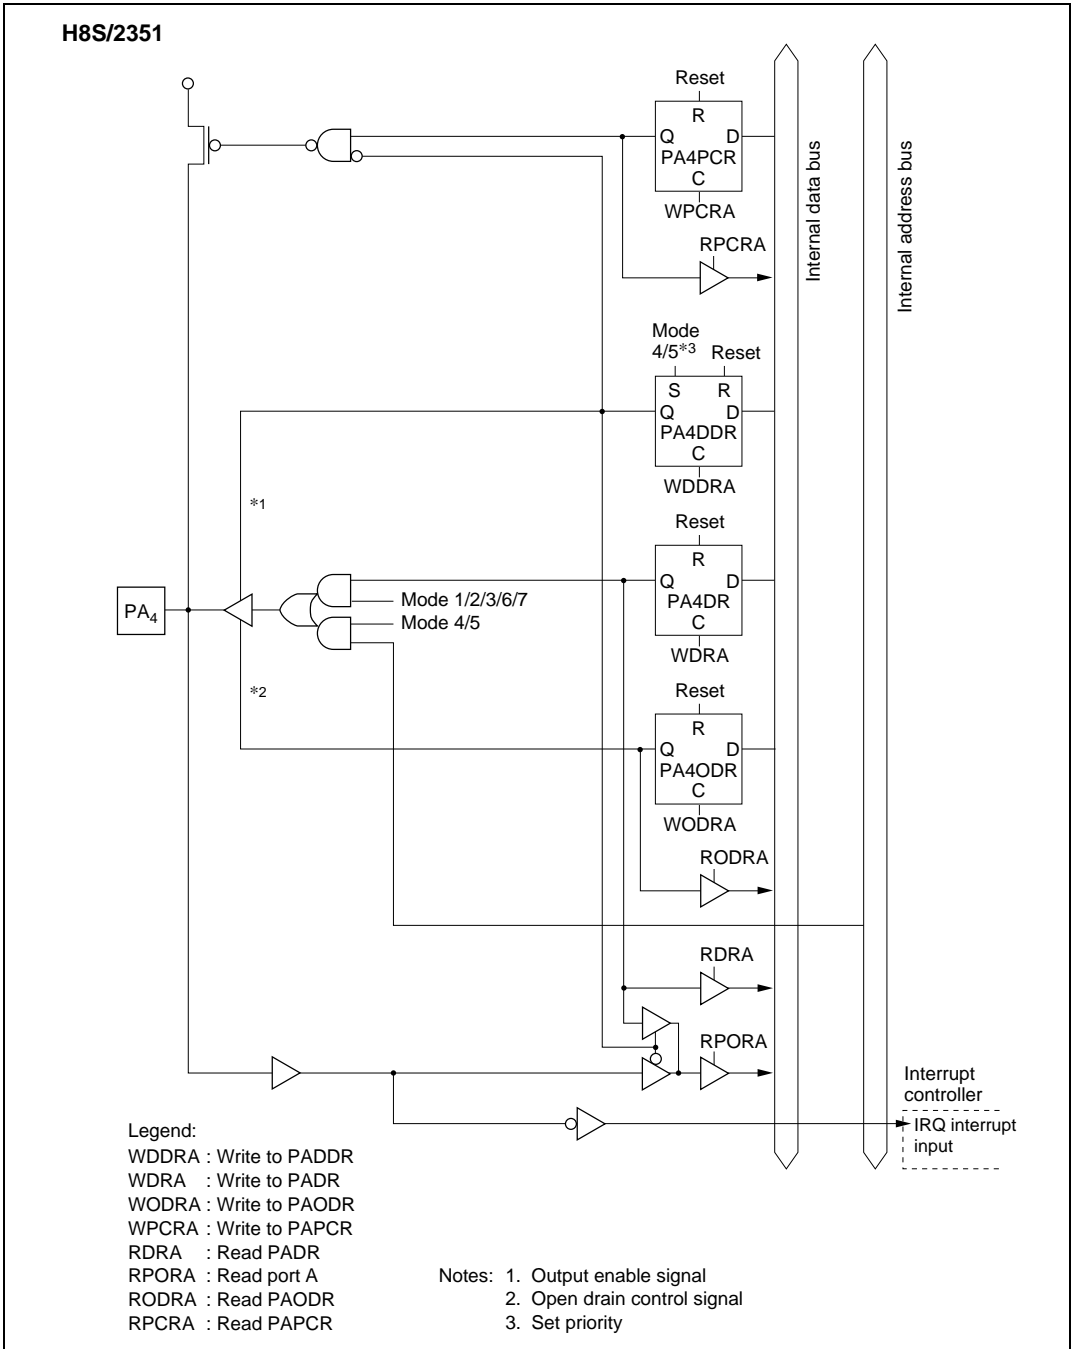 H8S/2351
Reset
R
Q D
PA4PCR
C
WPCRA
RPCRA
Internal data bus
Internal address bus
Mode
4/5*3 Reset
S R
Q D
PA4DDR
C
WDDRA
*1
Reset
R
Q D
PA4DR
C
WDRA
Mode 1/2/3/6/7
Mode 4/5
PA4
*2
Reset
R
Q D
PA4ODR
C
WODRA
RODRA
RDRA
RPORA
Interrupt
controller
IRQ interrupt
input
Legend:
WDDRA : Write to PADDR
WDRA : Write to PADR
WODRA : Write to PAODR
WPCRA : Write to PAPCR
RDRA : Read PADR
RPORA : Read port A
RODRA : Read PAODR
RPCRA : Read PAPCR
Notes: 1. Output enable signal
2. Open drain control signal
3. Set priority